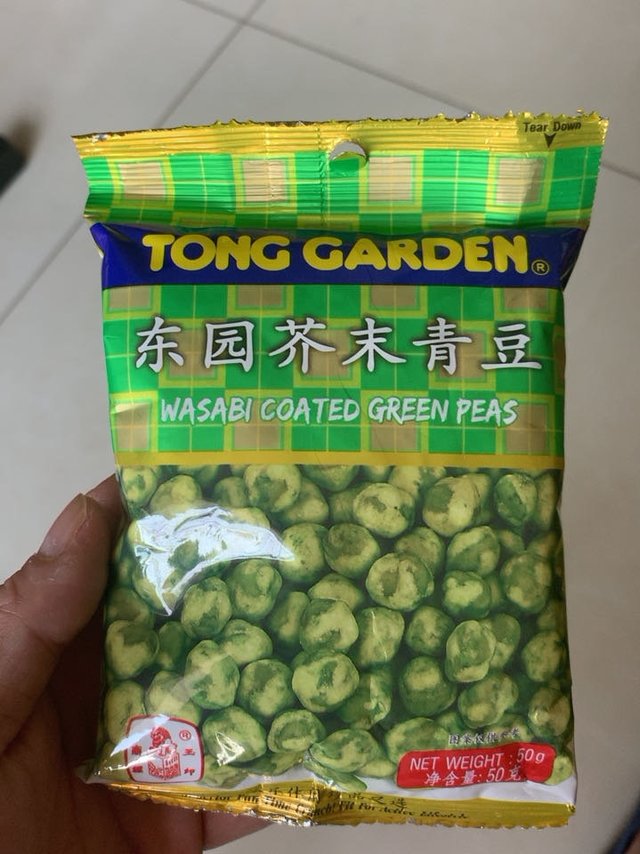 Tear Down
TONG GARDEN®
东园芥末青豆
WASABI COATED GREEN PEAS
NET WEIGHT : 50g
净含量: 50克